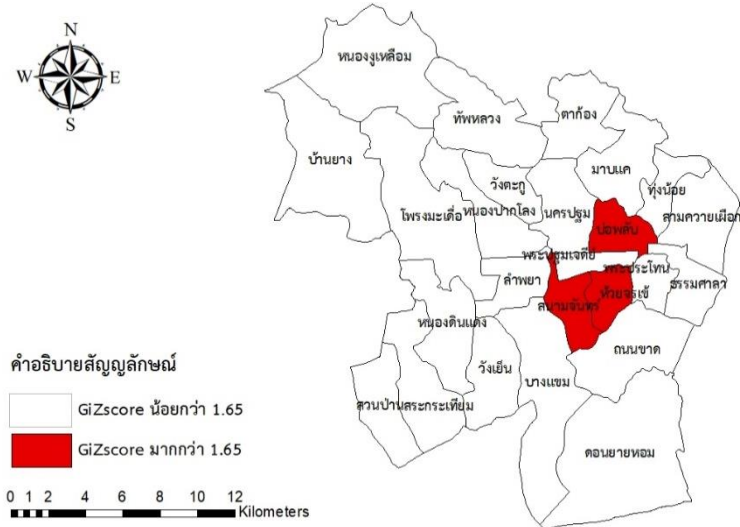 N
W E
S
หนองงูเหลือม
ทัพหลวง
ตาก้อง
บ้านยาง
มาบแค
วังตะกู
ทุ่งน้อย
โพรงมะเดื่อ
หนองปากโลง
นครปฐม
สามควายเผือก
บ่อพลับ
พระปฐมเจดีย์
พระประโทน
ลำพยา
ธรรมศาลา
สนามจันทร์
ห้วยจรเข้
หนองดินแดง
ถนนขาด
วังเย็น
บางแขม
สวนป่าน
สระกระเทียม
ดอนยายหอม
คำอธิบายสัญญลักษณ์
GiZscore น้อยกว่า 1.65
GiZscore มากกว่า 1.65
0 1 2 4 6 8 10 12
Kilometers